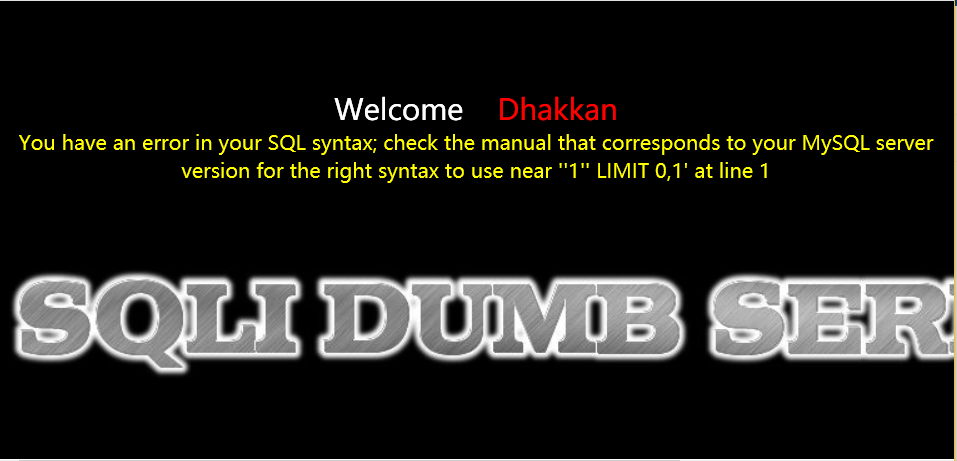 Welcome Dhakkan
You have an error in your SQL syntax; check the manual that corresponds to your MySQL server
version for the right syntax to use near ''1'' LIMIT 0,1' at line 1
SQLI DUMB SER